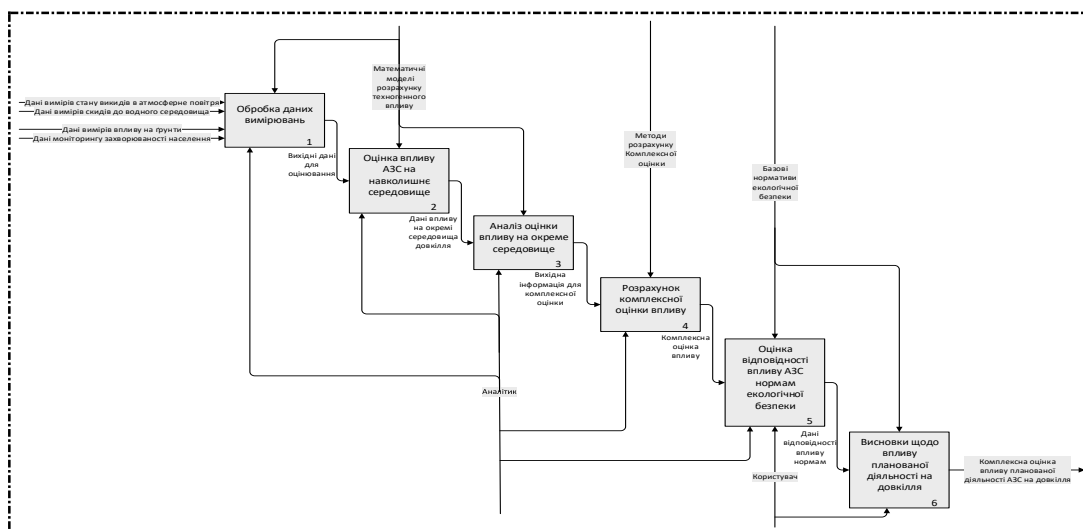 Дані вимірів стану викидів в атмосферне повітря
Дані вимірів скидів до водного середовища
Дані вимірів впливу на грунти
Дані моніторингу захворюваності населення
Обробка даних
вимірювань
1
Математичні
моделі
розрахунку
техногенного
впливу
Вихідні дані
для
оцінювання
Оцінка впливу
АЗС на
навколишнє
середовище
2
Дані впливу
на окремі
середовища
довкілля
Аналіз оцінки
впливу на окреме
середовище
3
Вихідна
інформація для
комплексної
оцінки
Методи
розрахунку
Комплексної
оцінки
Розрахунок
комплексної
оцінки впливу
4
Комплексна
оцінка
впливу
Базові
нормативи
екологічної
безпеки
Оцінка
відповідності
впливу АЗС
нормам
екологічної
безпеки
5
Аналітик
Дані
відповідності
впливу
нормам
Користувач
Висновки щодо
впливу
планованої
діяльності на
довкілля
6
Комплексна оцінка
впливу планованої
діяльності АЗС на довкілля